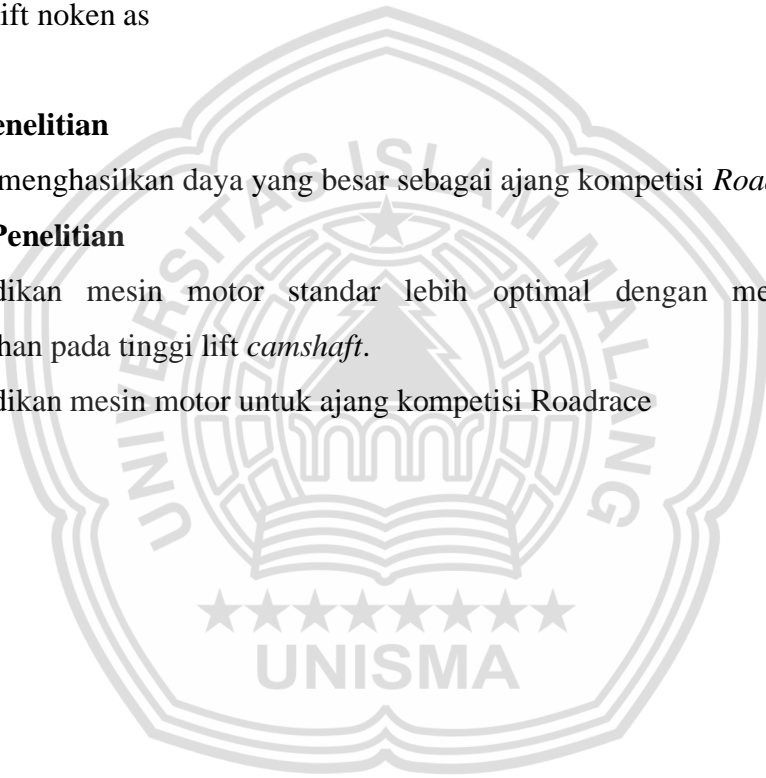 ift noken as
enelitian
menghasilkan daya yang besar sebagai ajang kompetisi Roa
Penelitian
dikan mesin motor standar lebih optimal dengan me
han pada tinggi lift camshaft.
dikan mesin motor untuk ajang kompetisi Roadrace
UNIVERSITAS ISLAM MALANG
UNISMA